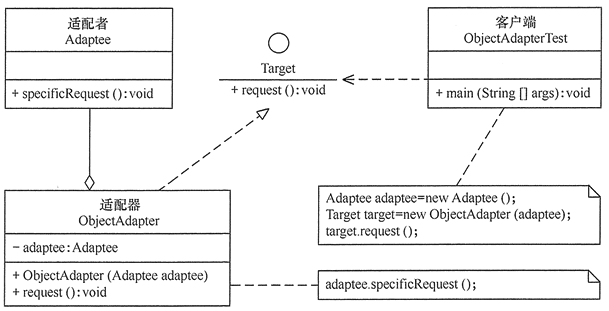 适配者
Adaptee
+ specificRequest ():void
Target
+ request ():void
客户端
ObjectAdapterTest
+ main (String [] args):void
适配器
ObjectAdapter
- adaptee:Adaptee
+ ObjectAdapter (Adaptee adaptee)
+ request ():void
Adaptee adaptee=new Adaptee ();
Target target=new ObjectAdapter (adaptee);
target.request ();
adaptee.specificRequest ();